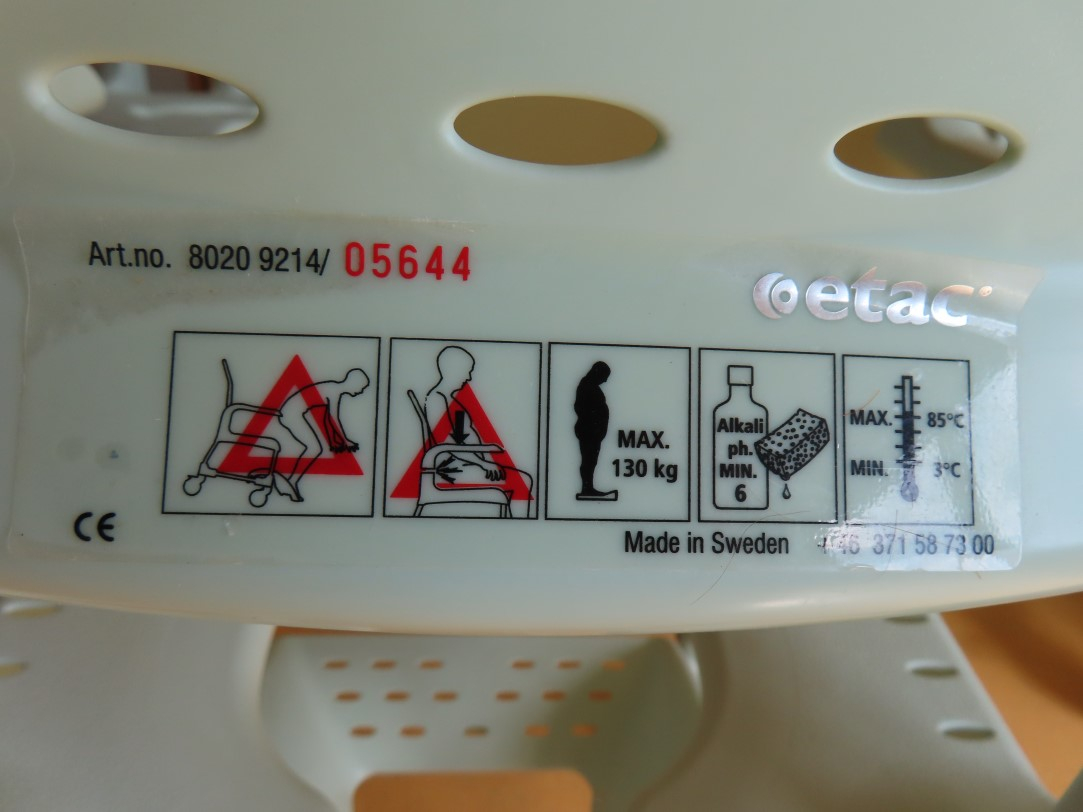 Art.no. 8020 9214/ 05644
etac
MAX.
130 kg
Alkali
ph.
MIN.
6
MAX. 85°C
MIN. 3°C
CE
Made in Sweden +46 371 58 73 00